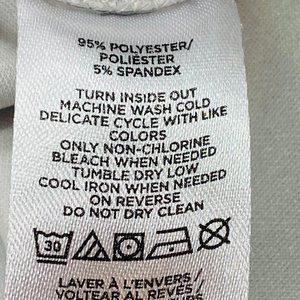 95% POLYESTER/
POLIÉSTER
5% SPANDEX
TURN INSIDE OUT
MACHINE WASH COLD
DELICATE CYCLE WITH LIKE
COLORS
ONLY NON-CHLORINE
BLEACH WHEN NEEDED
TUMBLE DRY LOW
COOL IRON WHEN NEEDED
ON REVERSE
DO NOT DRY CLEAN
30
LAVER À L'ENVERS/
VOLTEAR AL REVÉS/